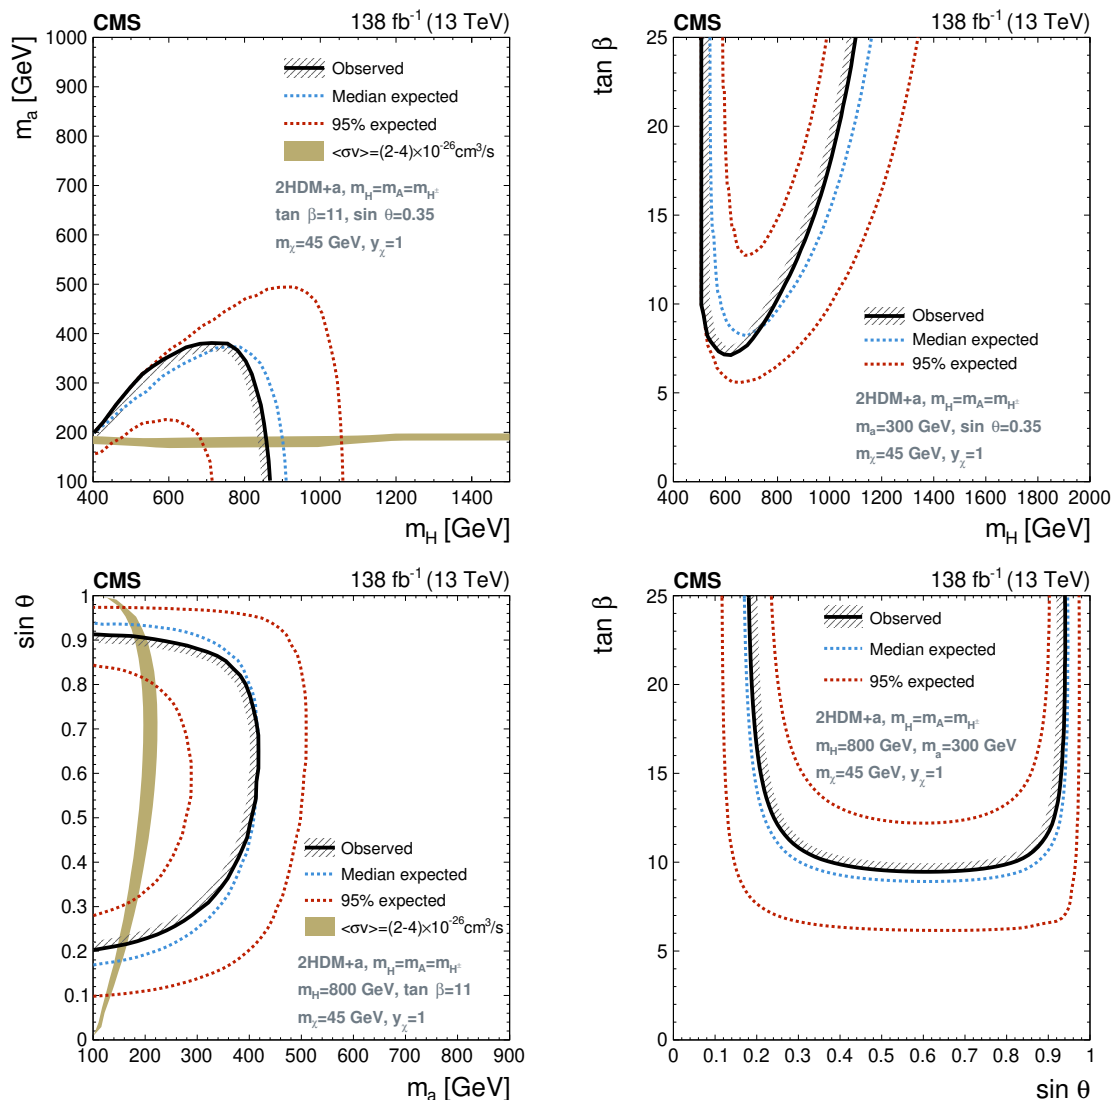 CMS 138 fb⁻¹ (13 TeV)
m_a [GeV]
1000
900
800
700
600
500
400
300
200
100
Observed
Median expected
95% expected
<σv>=(2-4)×10⁻²⁶cm³/s
2HDM+a, m_H=m_A=m_H±
tan β=11, sin θ=0.35
m_χ=45 GeV, y_χ=1
400 600 800 1000 1200 1400
m_H [GeV]
CMS 138 fb⁻¹ (13 TeV)
tan β
25
20
15
10
5
0
Observed
Median expected
95% expected
2HDM+a, m_H=m_A=m_H±
m_a=300 GeV, sin θ=0.35
m_χ=45 GeV, y_χ=1
400 600 800 1000 1200 1400 1600 1800 2000
m_H [GeV]
CMS 138 fb⁻¹ (13 TeV)
sin θ
1
0.9
0.8
0.7
0.6
0.5
0.4
0.3
0.2
0.1
0
Observed
Median expected
95% expected
<σv>=(2-4)×10⁻²⁶cm³/s
2HDM+a, m_H=m_A=m_H±
m_H=800 GeV, tan β=11
m_χ=45 GeV, y_χ=1
100 200 300 400 500 600 700 800 900
m_a [GeV]
CMS 138 fb⁻¹ (13 TeV)
tan β
25
20
15
10
5
0
Observed
Median expected
95% expected
2HDM+a, m_H=m_A=m_H±
m_H=800 GeV, m_a=300 GeV
m_χ=45 GeV, y_χ=1
0 0.1 0.2 0.3 0.4 0.5 0.6 0.7 0.8 0.9 1
sin θ